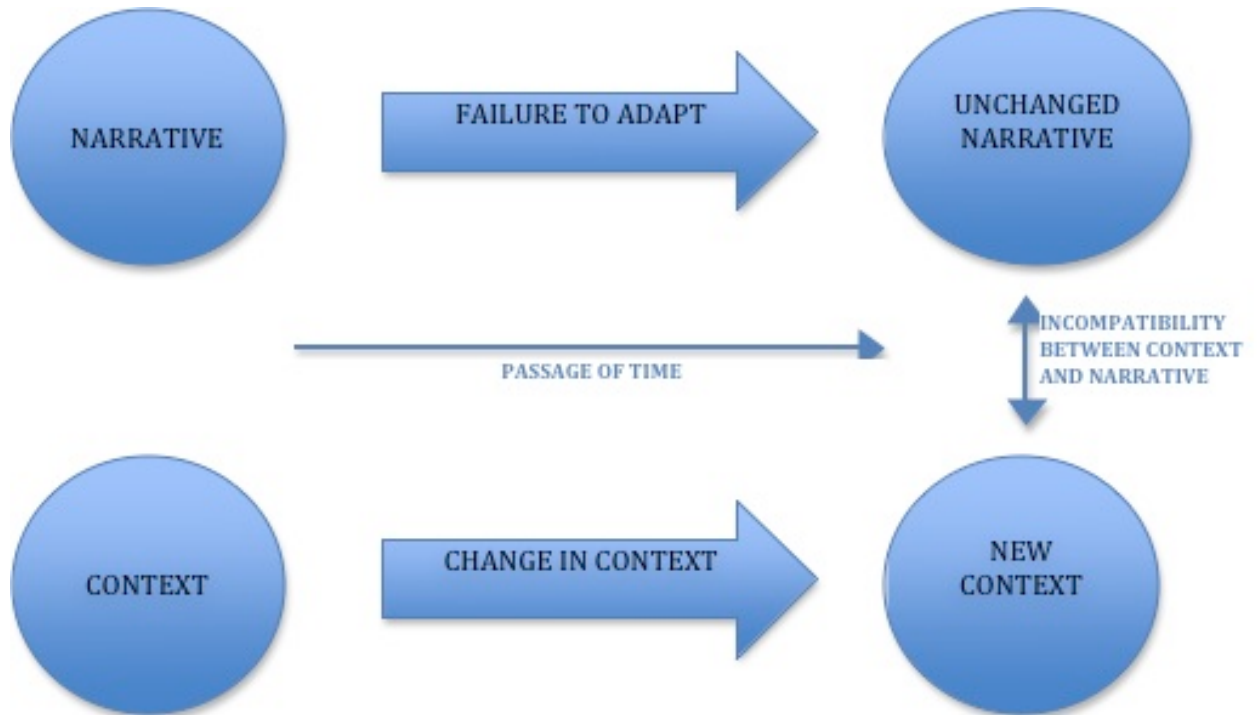 NARRATIVE
FAILURE TO ADAPT
UNCHANGED
NARRATIVE
PASSAGE OF TIME
INCOMPATIBILITY
BETWEEN CONTEXT
AND NARRATIVE
CONTEXT
CHANGE IN CONTEXT
NEW
CONTEXT